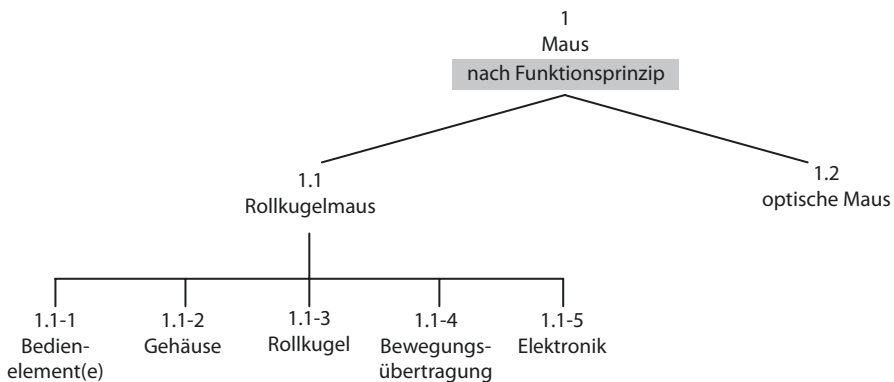 1
Maus
nach Funktionsprinzip
1.1
Rollkugelmaus
1.2
optische Maus
1.1-1
Bedien-
element(e)
1.1-2
Gehäuse
1.1-3
Rollkugel
1.1-4
Bewegungs-
übertragung
1.1-5
Elektronik